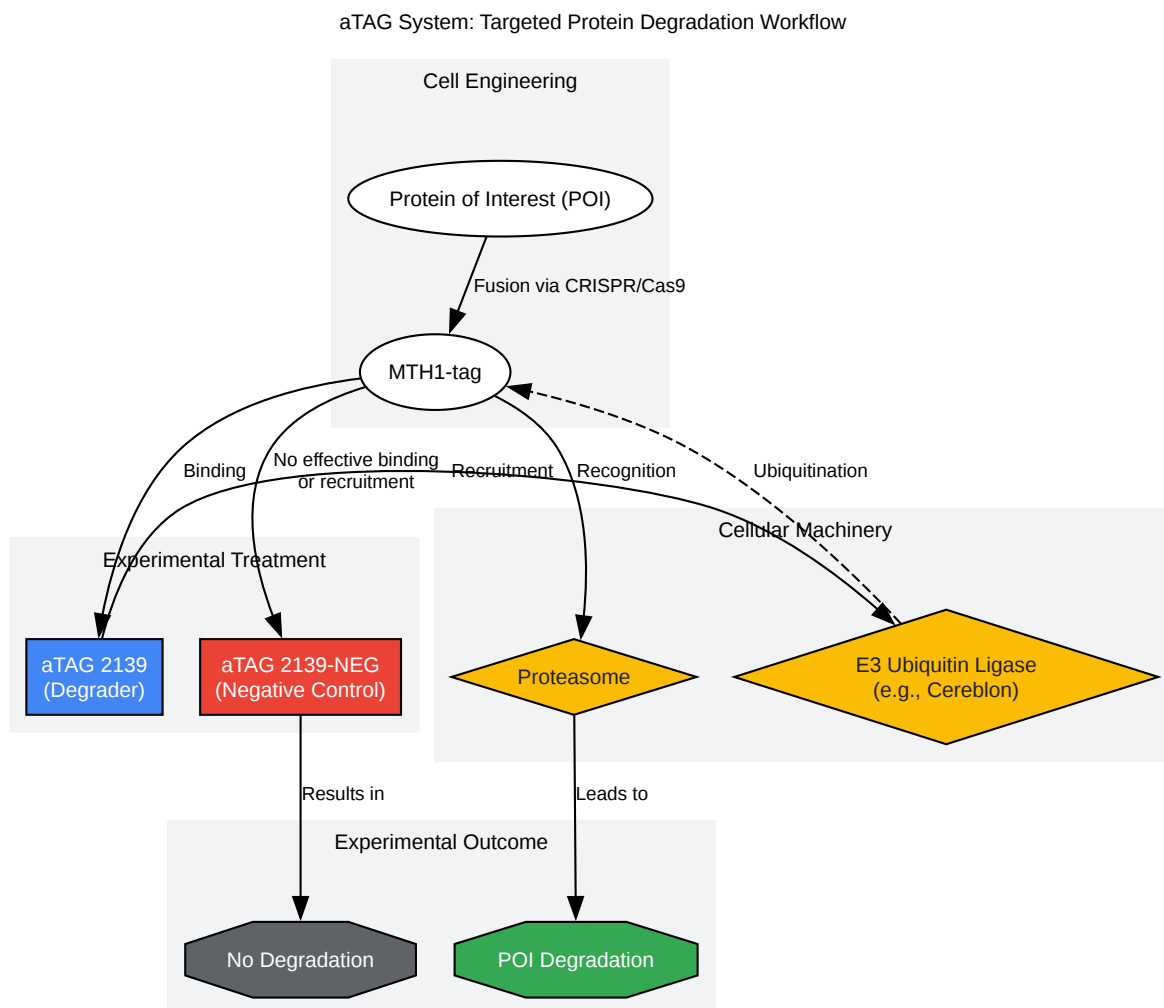 aTAG System: Targeted Protein Degradation Workflow
Cell Engineering
Protein of Interest (POI)
Fusion via CRISPR/Cas9
MTH1-tag
Binding
No effective binding
or recruitment
Recruitment
Recognition
Ubiquitination
Experimental Treatment
Cellular Machinery
aTAG 2139
(Degrader)
aTAG 2139-NEG
(Negative Control)
Proteasome
E3 Ubiquitin Ligase
(e.g., Cereblon)
Results in
Leads to
Experimental Outcome
No Degradation
POI Degradation